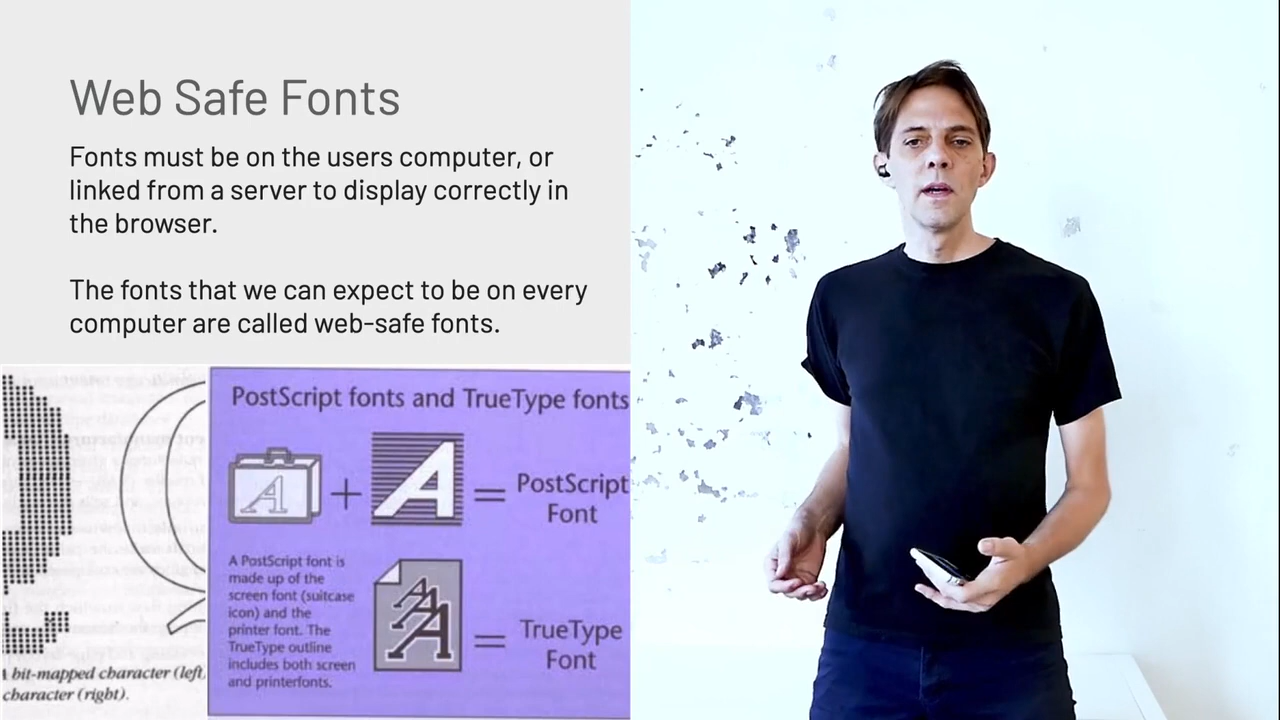 Web Safe Fonts
Fonts must be on the users computer, or
linked from a server to display correctly in
the browser.
The fonts that we can expect to be on every
computer are called web-safe fonts.
PostScript fonts and TrueType fonts
PostScript
Font
A PostScript font is
made up of the
screen font (suitcase
icon) and the
printer font. The
TrueType outline
includes both screen
and printerfonts.
TrueType
Font
bit-mapped character (left,
character (right).